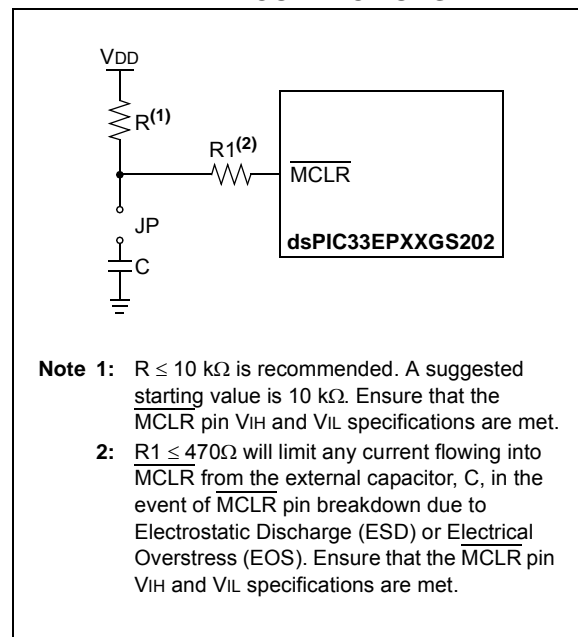 VDD
R(1)
R1(2)
MCLR
JP
dsPIC33EPXXGS202
C
Note 1: R ≤ 10 kΩ is recommended. A suggested
starting value is 10 kΩ. Ensure that the
MCLR pin VIH and VIL specifications are met.
2: R1 ≤ 470Ω will limit any current flowing into
MCLR from the external capacitor, C, in the
event of MCLR pin breakdown due to
Electrostatic Discharge (ESD) or Electrical
Overstress (EOS). Ensure that the MCLR pin
VIH and VIL specifications are met.